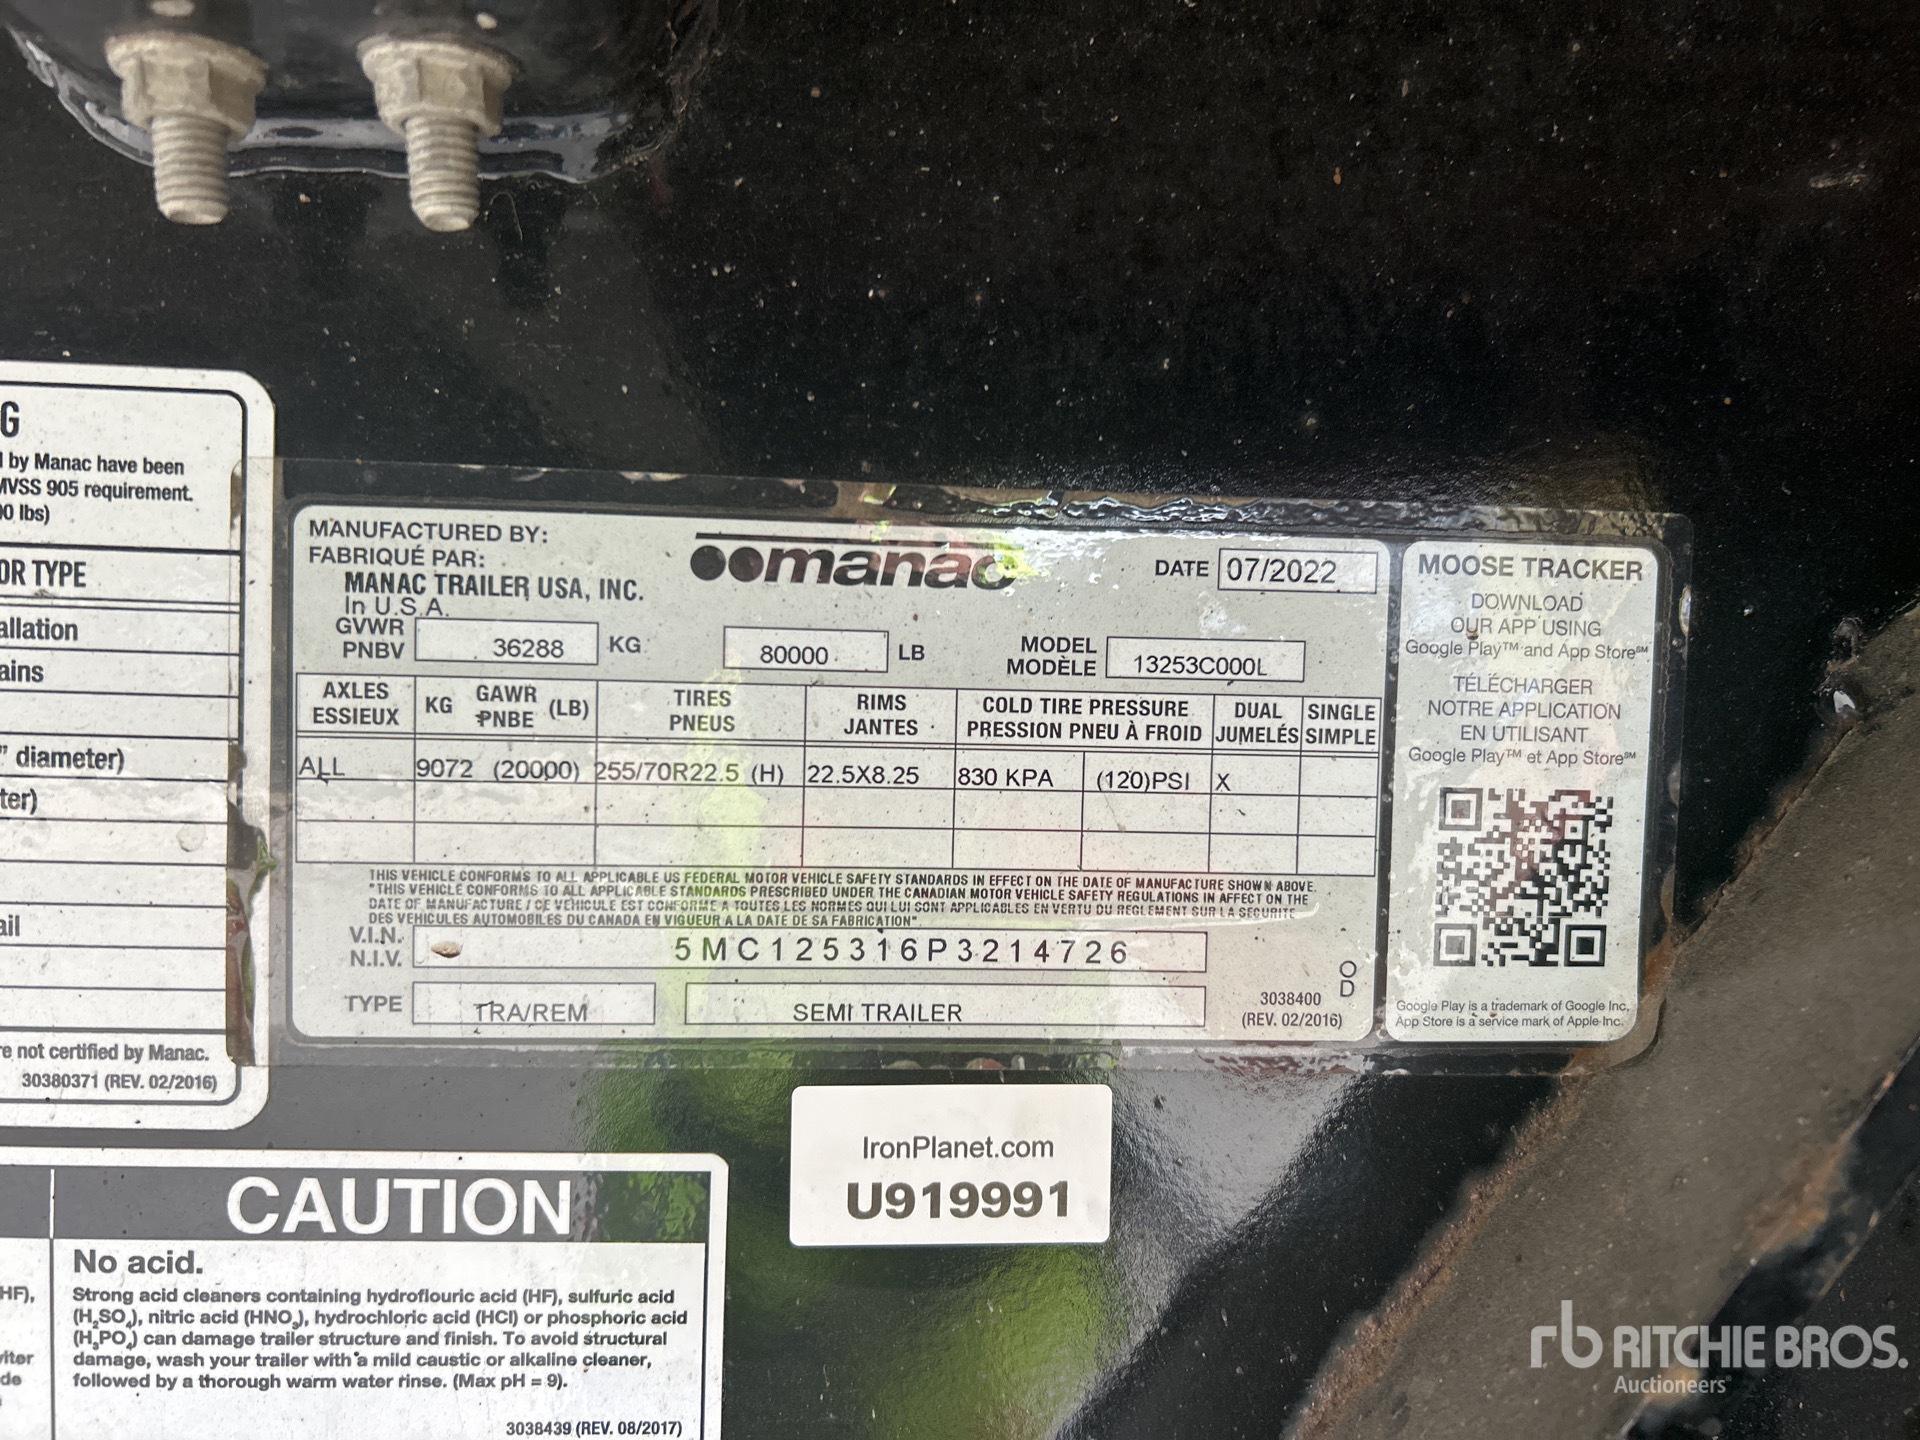 G
by Manac have been
MVSS 905 requirement.
00 lbs)
OR TYPE
allation
ains
" diameter)
ter)
ail
re not certified by Manac.
30380371 (REV. 02/2016)
MANUFACTURED BY:
FABRIQUÉ PAR:
MANAC TRAILER USA, INC.
In U.S.A.
manac
DATE 07/2022
GVWR
PNBV
36288 KG
80000 LB
MODEL
MODÈLE
13253C000L
AXLES
ESSIEUX
KG GAWR (LB)
PNBE
TIRES
PNEUS
RIMS
JANTES
COLD TIRE PRESSURE
PRESSION PNEU À FROID
DUAL
JUMELÉS
SINGLE
SIMPLE
ALL 9072 (20000) 255/70R22.5 (H) 22.5X8.25 830 KPA (120)PSI X
THIS VEHICLE CONFORMS TO ALL APPLICABLE US FEDERAL MOTOR VEHICLE SAFETY STANDARDS IN EFFECT ON THE DATE OF MANUFACTURE SHOWN ABOVE.
"THIS VEHICLE CONFORMS TO ALL APPLICABLE STANDARDS PRESCRIBED UNDER THE CANADIAN MOTOR VEHICLE SAFETY REGULATIONS IN AFFECT ON THE
DATE OF MANUFACTURE / CE VEHICULE EST CONFORME A TOUTES LES NORMES QUI LUI SONT APPLICABLES EN VERTU DU REGLEMENT SUR LA SECURITE
DES VEHICULES AUTOMOBILES DU CANADA EN VIGUEUR A LA DATE DE SA FABRICATION"
V.I.N.
N.I.V.
5MC125316P3214726
TYPE TRA/REM SEMI TRAILER
3038400
(REV. 02/2016)
OD
MOOSE TRACKER
DOWNLOAD
OUR APP USING
Google Play™ and App Store℠
TÉLÉCHARGER
NOTRE APPLICATION
EN UTILISANT
Google Play™ et App Store℠
Google Play is a trademark of Google Inc.
App Store is a service mark of Apple Inc.
IronPlanet.com
U919991
HF),
de
CAUTION
No acid.
Strong acid cleaners containing hydroflouric acid (HF), sulfuric acid
(H₂SO₄), nitric acid (HNO₃), hydrochloric acid (HCl) or phosphoric acid
(H₃PO₄) can damage trailer structure and finish. To avoid structural
damage, wash your trailer with a mild caustic or alkaline cleaner,
followed by a thorough warm water rinse. (Max pH = 9).
3038439 (REV. 08/2017)
rb RITCHIE BROS.
Auctioneers